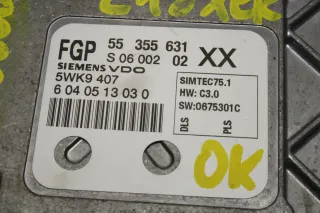 FGP 55 355 631 XX
S 06 002 02
SIEMENS VDO
5WK9 407
6 04 05 13 03 0
SIMTEC75.1
HW: C3.0
SW:0675301C
DLS
PLS
OK